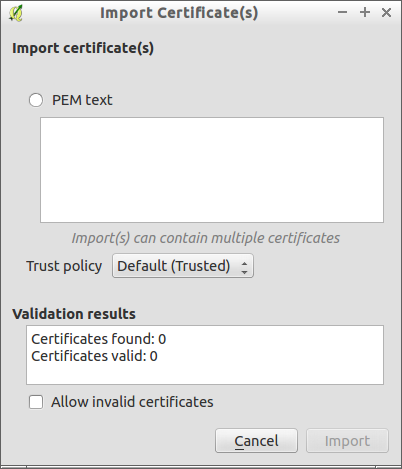 Import Certificate(s)
Import certificate(s)
PEM text
Import(s) can contain multiple certificates
Trust policy Default (Trusted)
Validation results
Certificates found: 0
Certificates valid: 0
Allow invalid certificates
Cancel Import